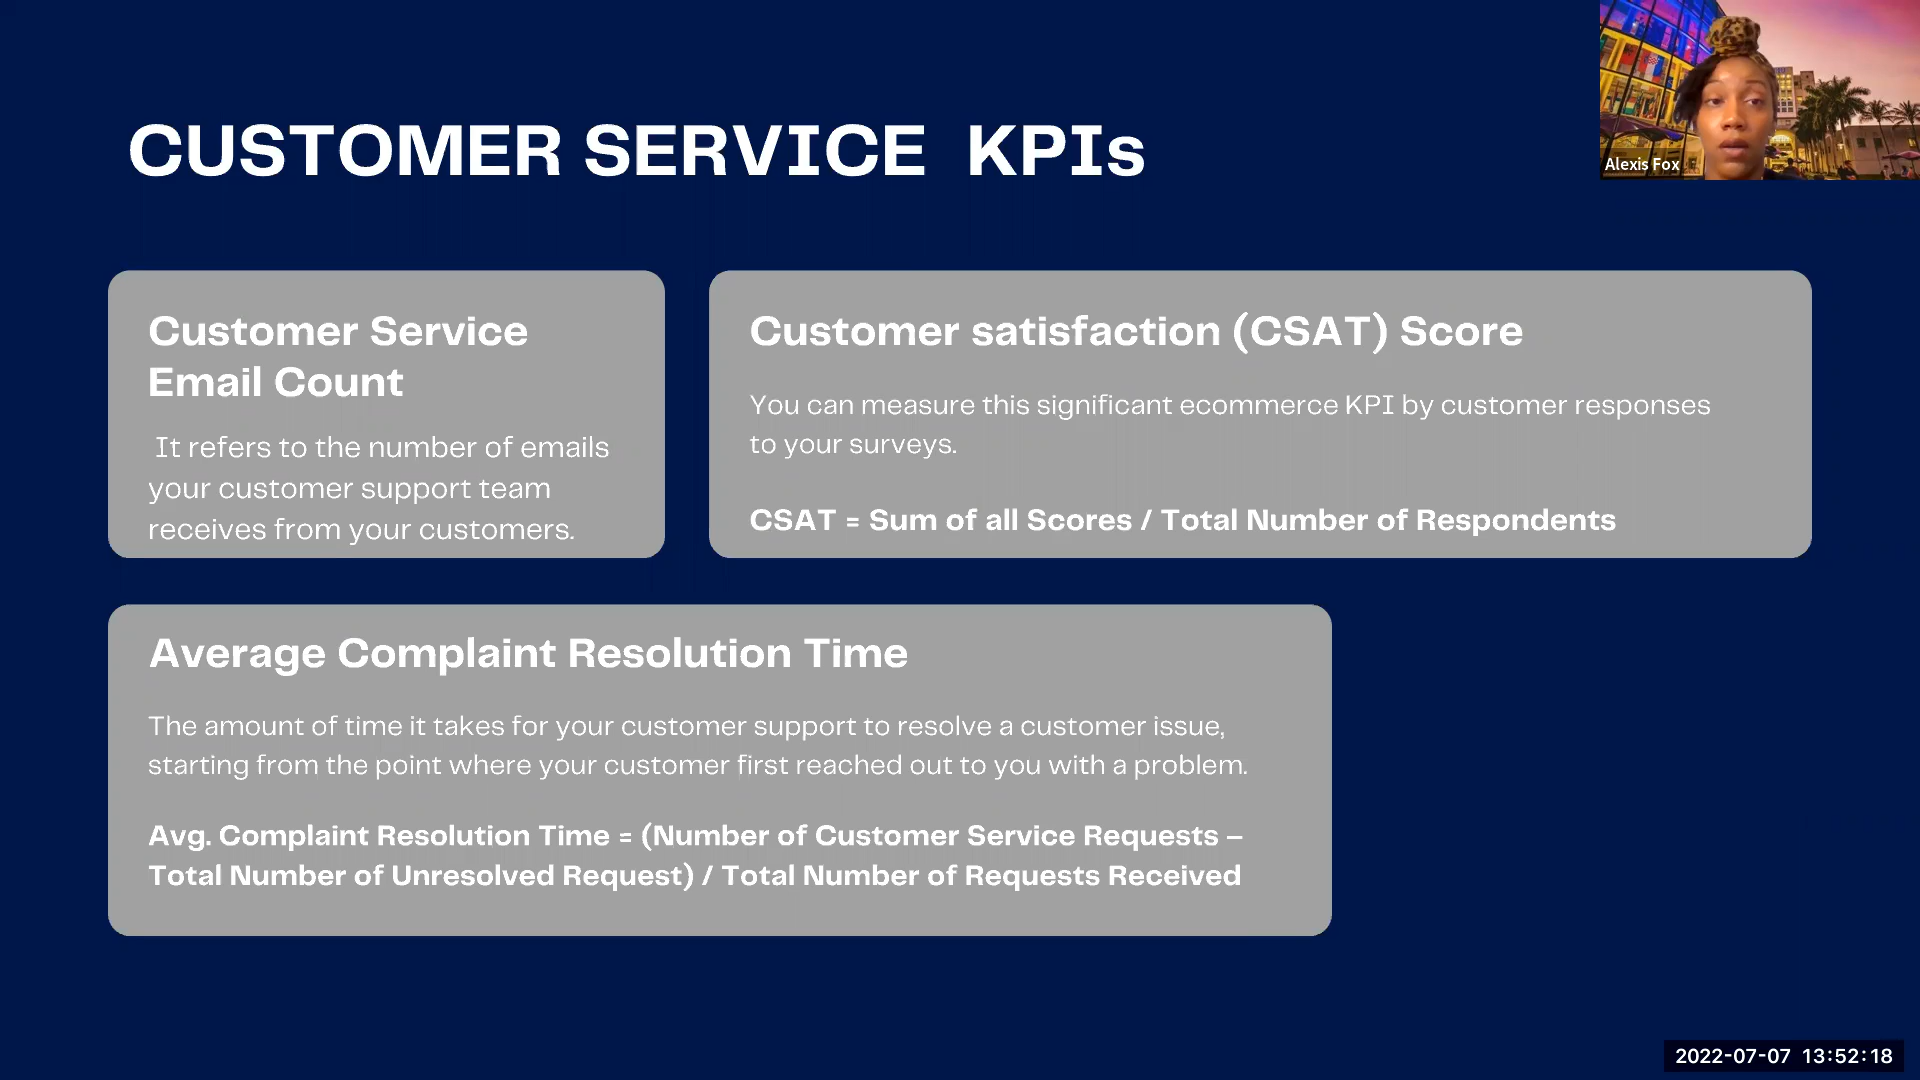 CUSTOMER SERVICE KPIs
Alexis Fox
Customer Service
Email Count
It refers to the number of emails
your customer support team
receives from your customers.
Customer satisfaction (CSAT) Score
You can measure this significant ecommerce KPI by customer responses
to your surveys.
CSAT = Sum of all Scores / Total Number of Respondents
Average Complaint Resolution Time
The amount of time it takes for your customer support to resolve a customer issue,
starting from the point where your customer first reached out to you with a problem.
Avg. Complaint Resolution Time = (Number of Customer Service Requests –
Total Number of Unresolved Request) / Total Number of Requests Received
2022-07-07 13:52:18